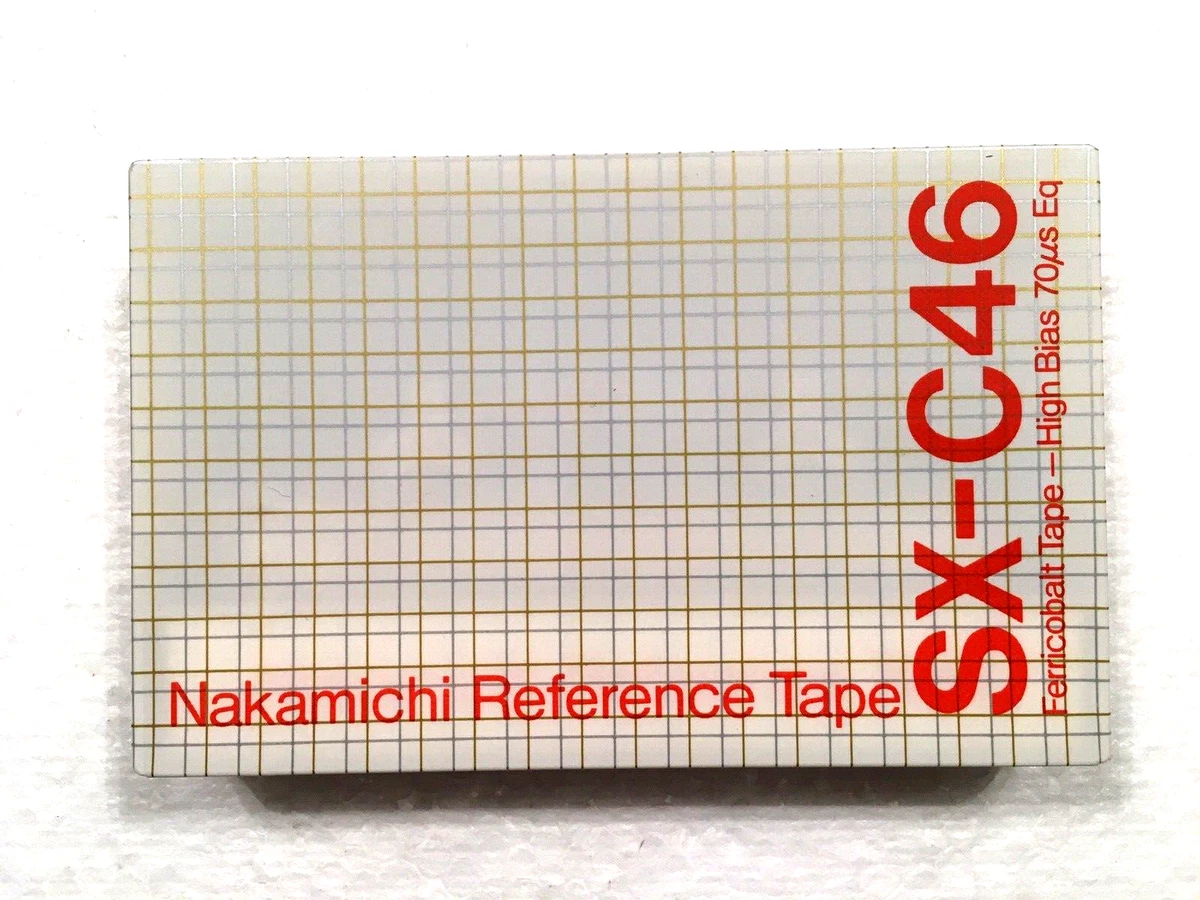 Nakamichi Reference Tape
SX-C46
Ferricobalt Tape – High Bias 70μs Eq